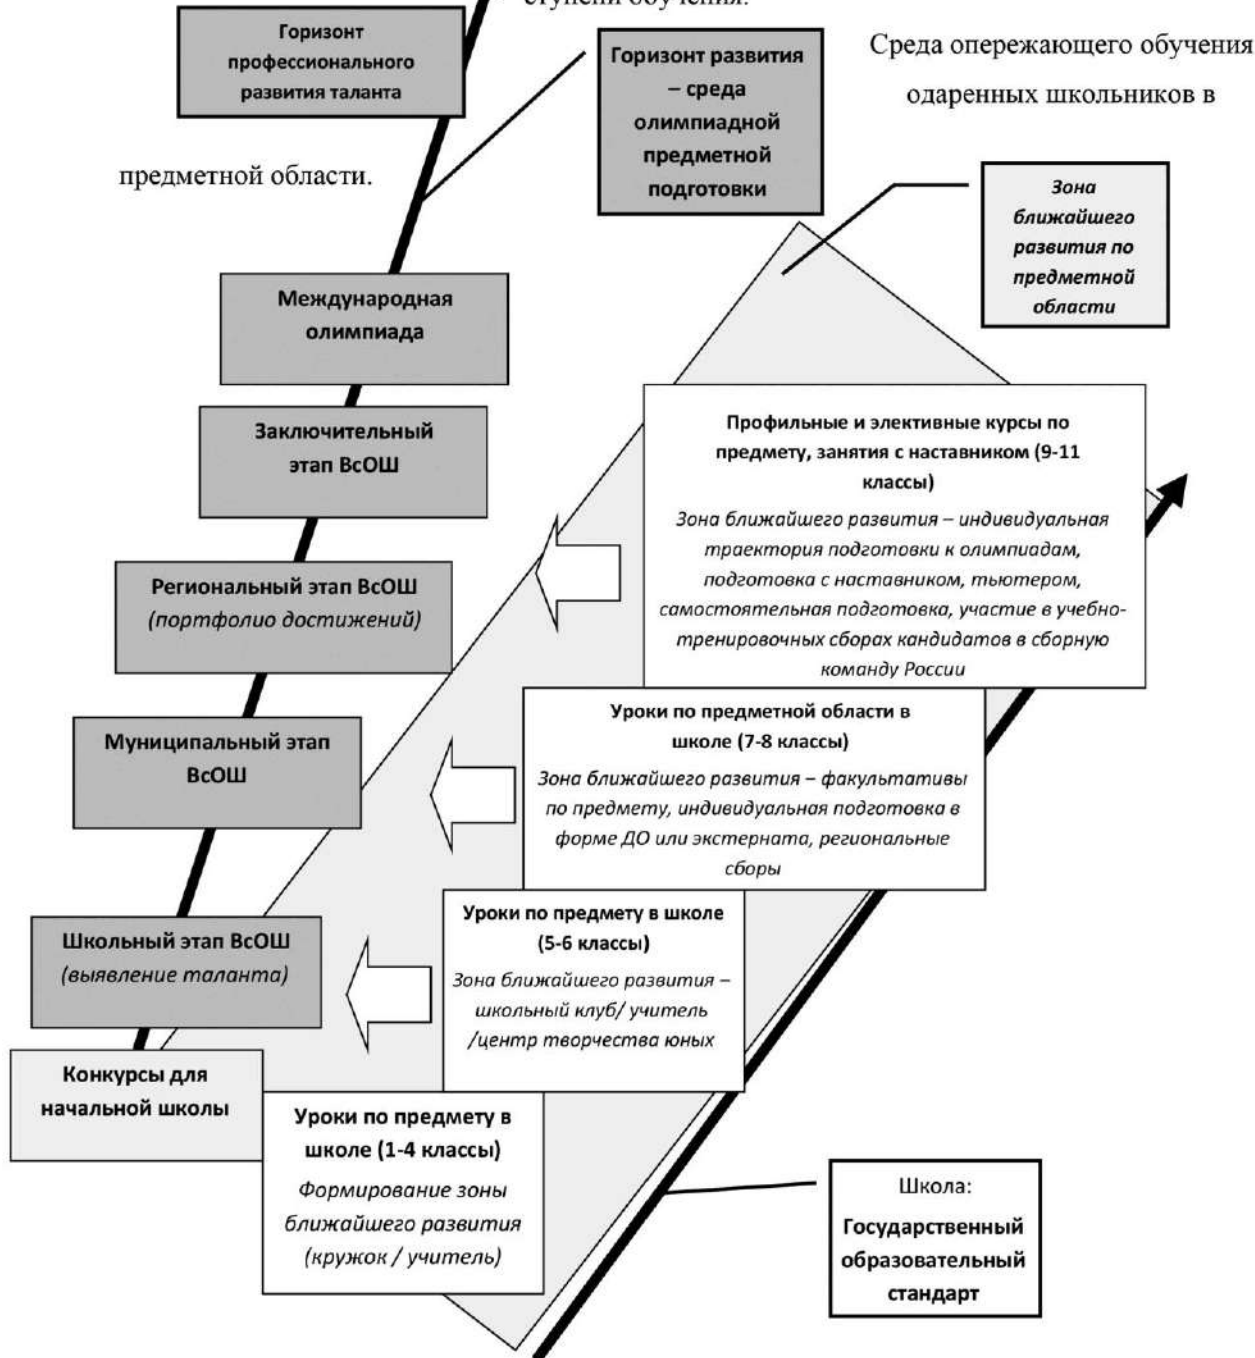 ступени обучения.
Горизонт
профессионального
развития таланта
Горизонт развития
– среда
олимпиадной
предметной
подготовки
Среда опережающего обучения
одаренных школьников в
предметной области.
Зона
ближайшего
развития по
предметной
области
Международная
олимпиада
Заключительный
этап ВсОШ
Профильные и элективные курсы по
предмету, занятия с наставником (9-11
классы)
Зона ближайшего развития – индивидуальная
траектория подготовки к олимпиадам,
подготовка с наставником, тьютером,
самостоятельная подготовка, участие в учебно-
тренировочных сборах кандидатов в сборную
команду России
Региональный этап ВсОШ
(портфолио достижений)
Уроки по предметной области в
школе (7-8 классы)
Зона ближайшего развития – факультативы
по предмету, индивидуальная подготовка в
форме ДО или экстерната, региональные
сборы
Муниципальный этап
ВсОШ
Уроки по предмету в школе
(5-6 классы)
Зона ближайшего развития –
школьный клуб/ учитель
/центр творчества юных
Школьный этап ВсОШ
(выявление таланта)
Конкурсы для
начальной школы
Уроки по предмету в
школе (1-4 классы)
Формирование зоны
ближайшего развития
(кружок / учитель)
Школа:
Государственный
образовательный
стандарт